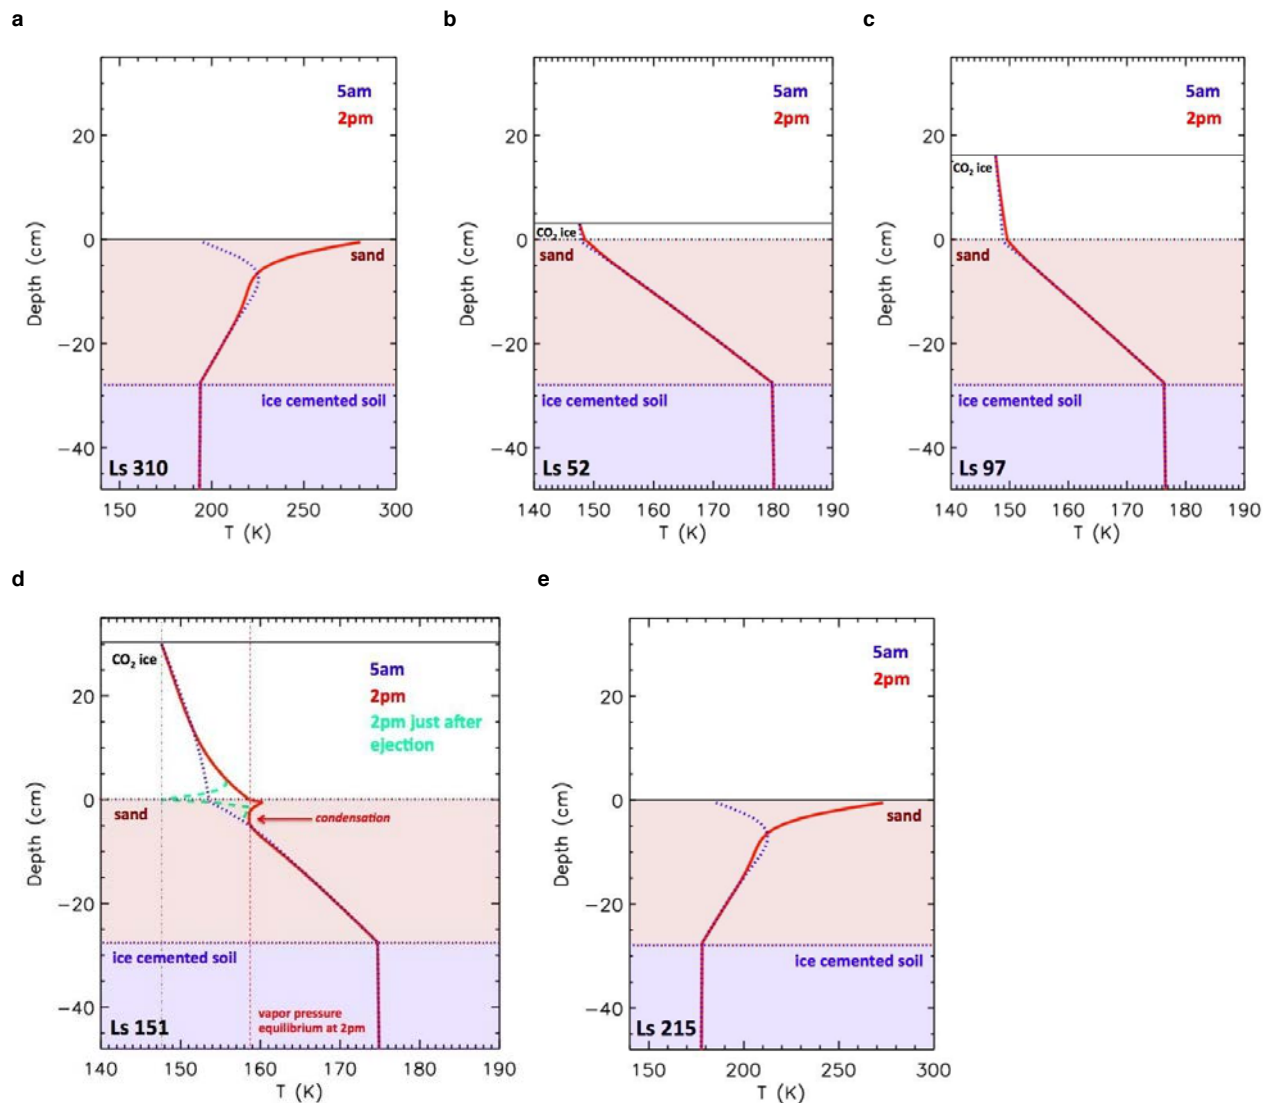 a
5am
2pm
20
0
−20
−40
Depth (cm)
sand
ice cemented soil
Ls 310
150 200 250 300
T (K)
b
5am
2pm
20
0
−20
−40
Depth (cm)
CO₂ ice
sand
ice cemented soil
Ls 52
140 150 160 170 180 190
T (K)
c
5am
2pm
20
0
−20
−40
Depth (cm)
CO₂ ice
sand
ice cemented soil
Ls 97
140 150 160 170 180 190
T (K)
d
CO₂ ice
5am
2pm
2pm just after
ejection
20
0
−20
−40
Depth (cm)
sand
condensation
ice cemented soil
vapor pressure
equilibrium at 2pm
Ls 151
140 150 160 170 180 190
T (K)
e
5am
2pm
20
0
−20
−40
Depth (cm)
sand
ice cemented soil
Ls 215
150 200 250 300
T (K)